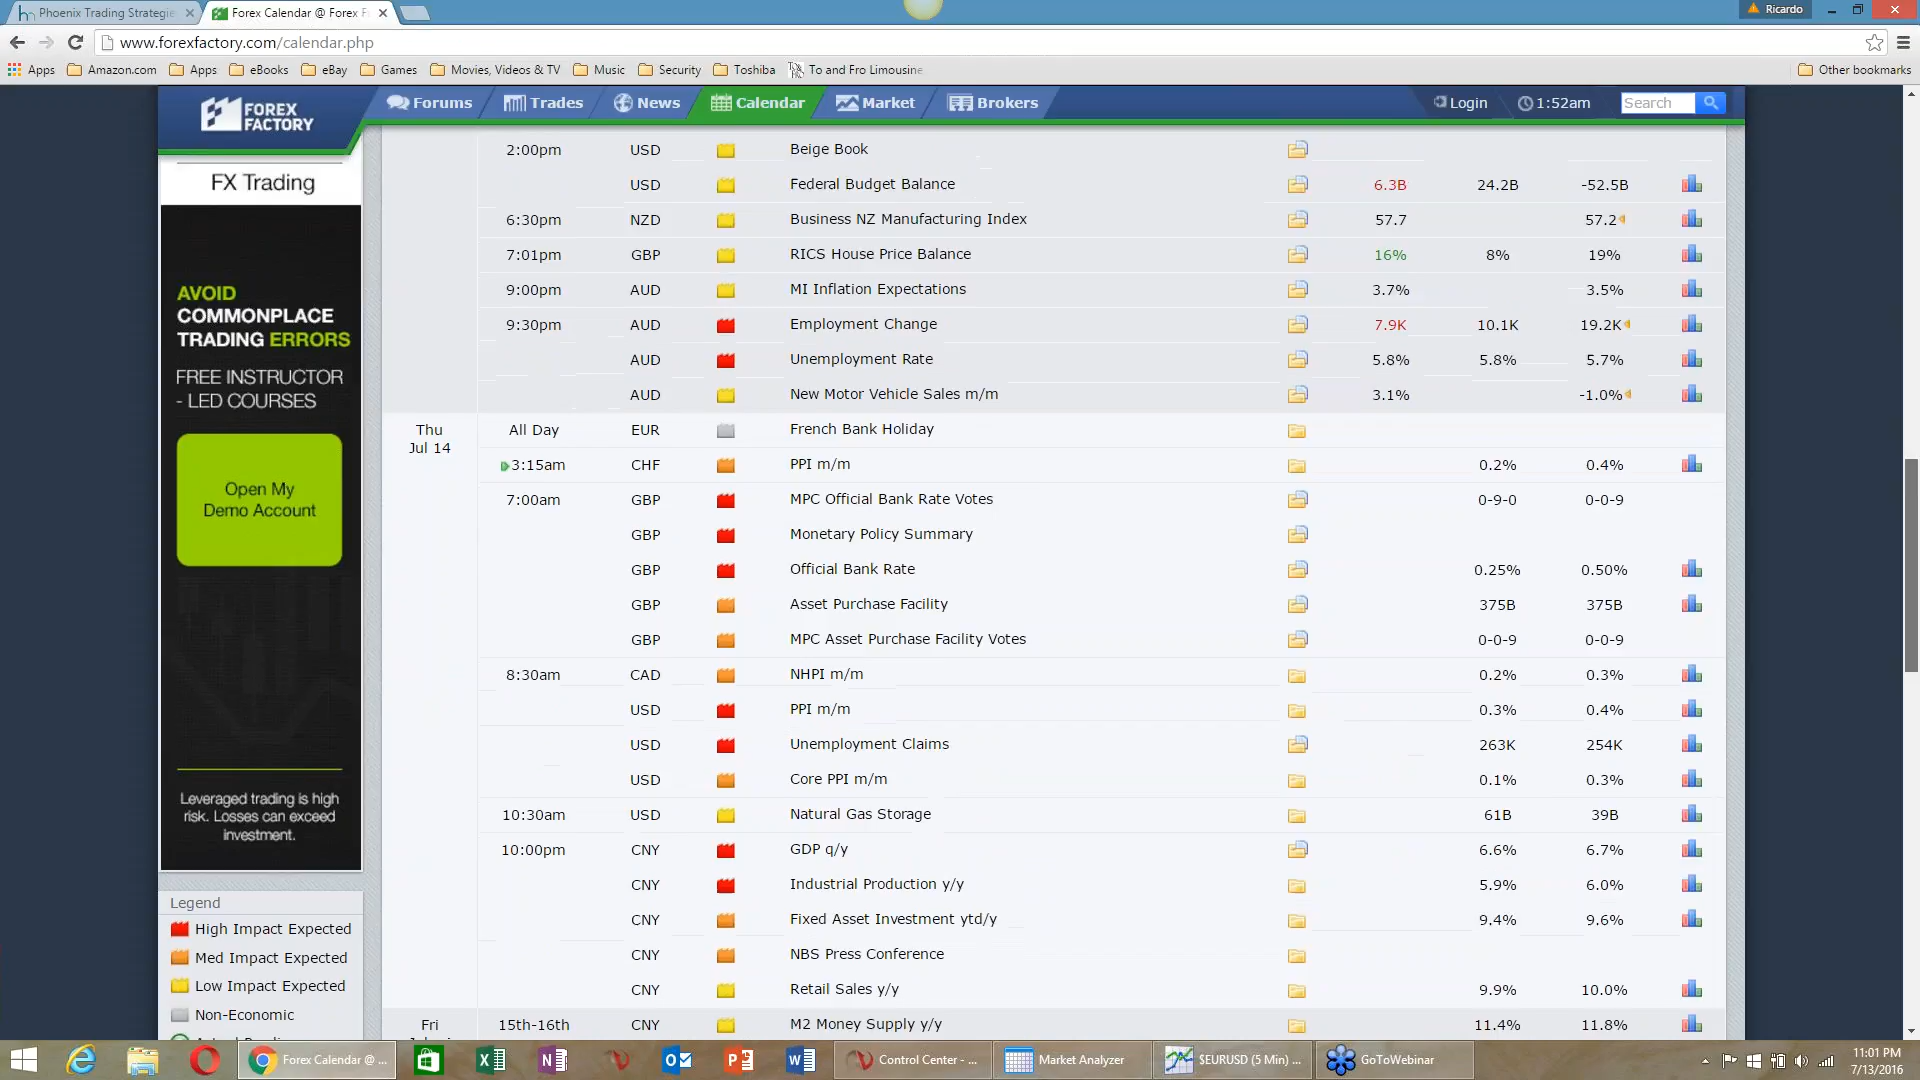 Phoenix Trading Strategie
Forex Calendar @ Forex F
Ricardo
www.forexfactory.com/calendar.php
Apps Amazon.com Apps eBooks eBay Games Movies, Videos & TV Music Security Toshiba To and Fro Limousine Other bookmarks
FOREX FACTORY
Forums Trades News Calendar Market Brokers Login 1:52am Search
FX Trading
AVOID
COMMONPLACE
TRADING ERRORS
FREE INSTRUCTOR
- LED COURSES
Open My
Demo Account
Leveraged trading is high
risk. Losses can exceed
investment.
Legend
High Impact Expected
Med Impact Expected
Low Impact Expected
Non-Economic
2:00pm USD Beige Book
USD Federal Budget Balance 6.3B 24.2B -52.5B
6:30pm NZD Business NZ Manufacturing Index 57.7 57.2
7:01pm GBP RICS House Price Balance 16% 8% 19%
9:00pm AUD MI Inflation Expectations 3.7% 3.5%
9:30pm AUD Employment Change 7.9K 10.1K 19.2K
AUD Unemployment Rate 5.8% 5.8% 5.7%
AUD New Motor Vehicle Sales m/m 3.1% -1.0%
Thu Jul 14 All Day EUR French Bank Holiday
3:15am CHF PPI m/m 0.2% 0.4%
7:00am GBP MPC Official Bank Rate Votes 0-9-0 0-0-9
GBP Monetary Policy Summary
GBP Official Bank Rate 0.25% 0.50%
GBP Asset Purchase Facility 375B 375B
GBP MPC Asset Purchase Facility Votes 0-0-9 0-0-9
8:30am CAD NHPI m/m 0.2% 0.3%
USD PPI m/m 0.3% 0.4%
USD Unemployment Claims 263K 254K
USD Core PPI m/m 0.1% 0.3%
10:30am USD Natural Gas Storage 61B 39B
10:00pm CNY GDP q/y 6.6% 6.7%
CNY Industrial Production y/y 5.9% 6.0%
CNY Fixed Asset Investment ytd/y 9.4% 9.6%
CNY NBS Press Conference
CNY Retail Sales y/y 9.9% 10.0%
Fri 15th-16th CNY M2 Money Supply y/y 11.4% 11.8%
Forex Calendar @ ... Control Center - ... Market Analyzer $EURUSD (5 Min) ... GoToWebinar
11:01 PM
7/13/2016